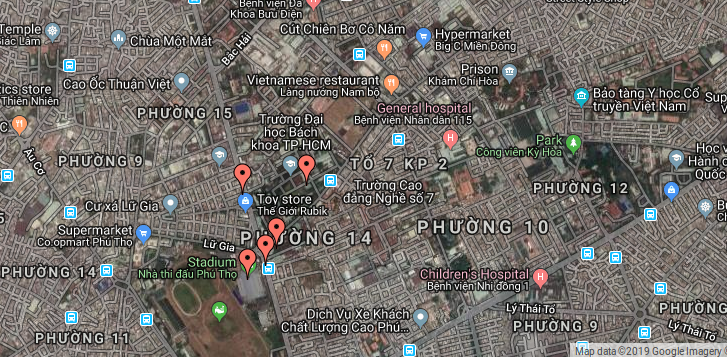 Bệnh viện Đa
Khoa Bưu Điện
Temple
Giác Lâm
Chùa Một Mắt
Bắc Hải
Cút Chiên Bơ Cô Năm
Hypermarket
Big C Miền Đông
Cao Ốc Thuận Việt
Vietnamese restaurant
Làng nướng Nam bộ
Prison
Khám Chí Hòa
Bảo tàng Y học Cổ
truyền Việt Nam
tics store
Thiên Nhiên
PHƯỜNG 15
General hospital
Bệnh viện Nhân dân 115
Trường Đại
học Bách
khoa TP.HCM
C.
Âu Cơ
PHƯỜNG 9
TỔ 7 KP 2
Park
Công viên Kỳ Hòa
Học v
Hành c
Quốc
Trường Cao
đẳng Nghề số 7
PHƯỜNG 12
Cư xá Lữ Gia
Toy store
Thế Giới Rubik
Supermarket
Co.opmart Phú Thọ
Lữ Gia
PHƯỜNG 14
PHƯỜNG 10
PHƯỜNG 14
Stadium
Nhà thi đấu Phú Thọ
Children's Hospital
Bệnh viện Nhi đồng 1
Lý Thái Tổ
Lý Thái Tổ
Dịch Vụ Xe Khách
Chất Lượng Cao Phú...
PHƯỜNG 9
PHƯỜNG
PHƯỜNG 11
Map data ©2019 Google Imagery